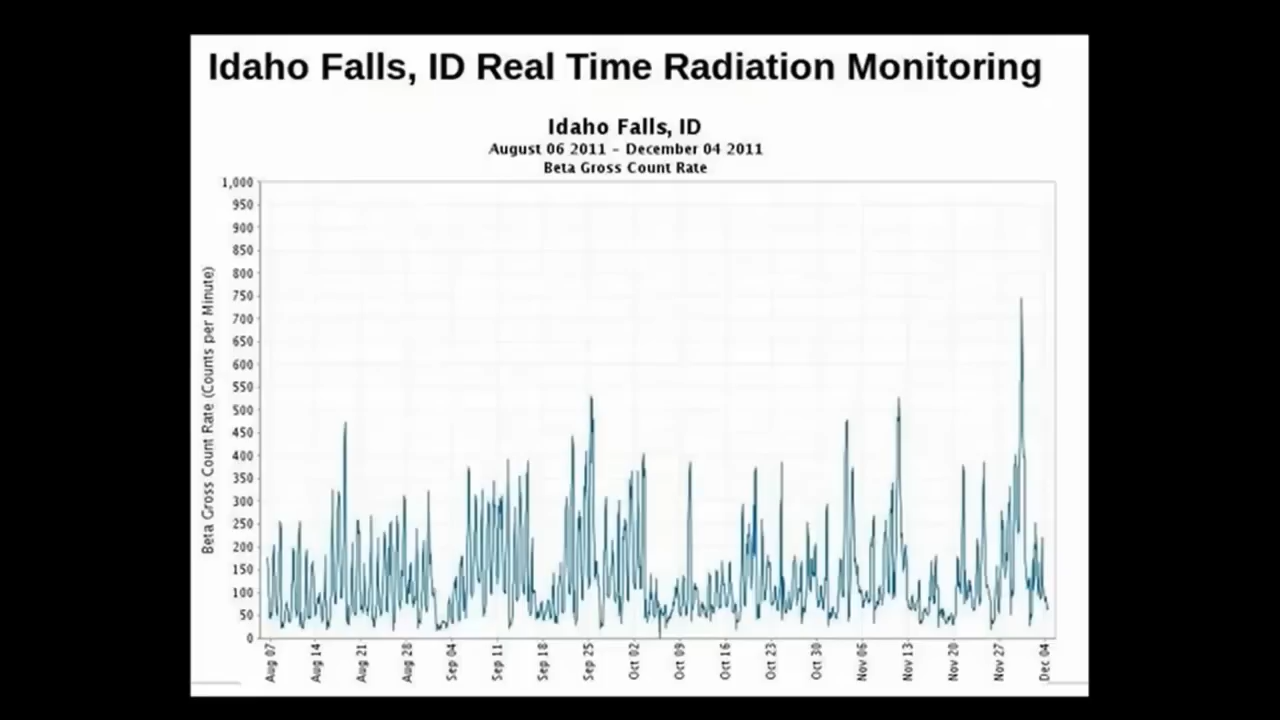 Idaho Falls, ID Real Time Radiation Monitoring
Idaho Falls, ID
August 06 2011 - December 04 2011
Beta Gross Count Rate
Beta Gross Count Rate (Counts per Minute)
1,000
950
900
850
800
750
700
650
600
550
500
450
400
350
300
250
200
150
100
50
0
Aug 07
Aug 14
Aug 21
Aug 28
Sep 04
Sep 11
Sep 18
Sep 25
Oct 02
Oct 09
Oct 16
Oct 23
Oct 30
Nov 06
Nov 13
Nov 20
Nov 27
Dec 04